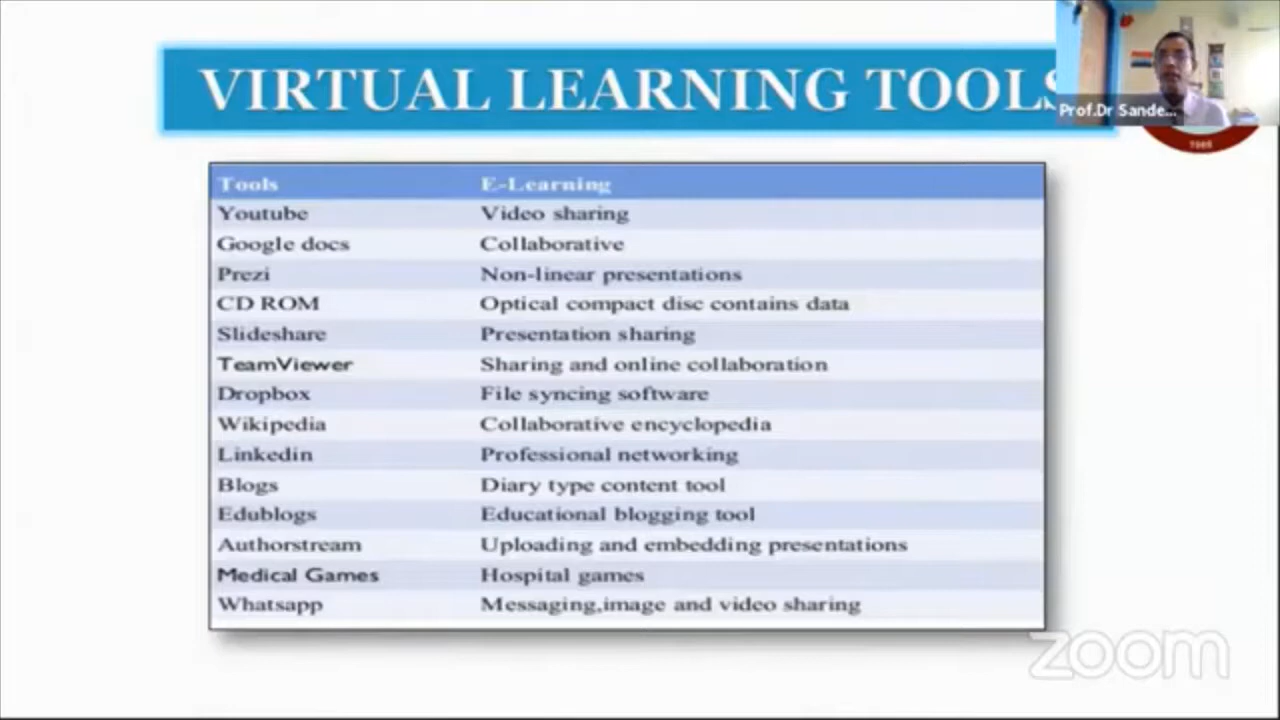 VIRTUAL LEARNING TOOLS
Prof.Dr Sande...
1985
Tools E-Learning
Youtube Video sharing
Google docs Collaborative
Prezi Non-linear presentations
CD ROM Optical compact disc contains data
Slideshare Presentation sharing
TeamViewer Sharing and online collaboration
Dropbox File syncing software
Wikipedia Collaborative encyclopedia
Linkedin Professional networking
Blogs Diary type content tool
Edublogs Educational blogging tool
Authorstream Uploading and embedding presentations
Medical Games Hospital games
Whatsapp Messaging,image and video sharing
zoom